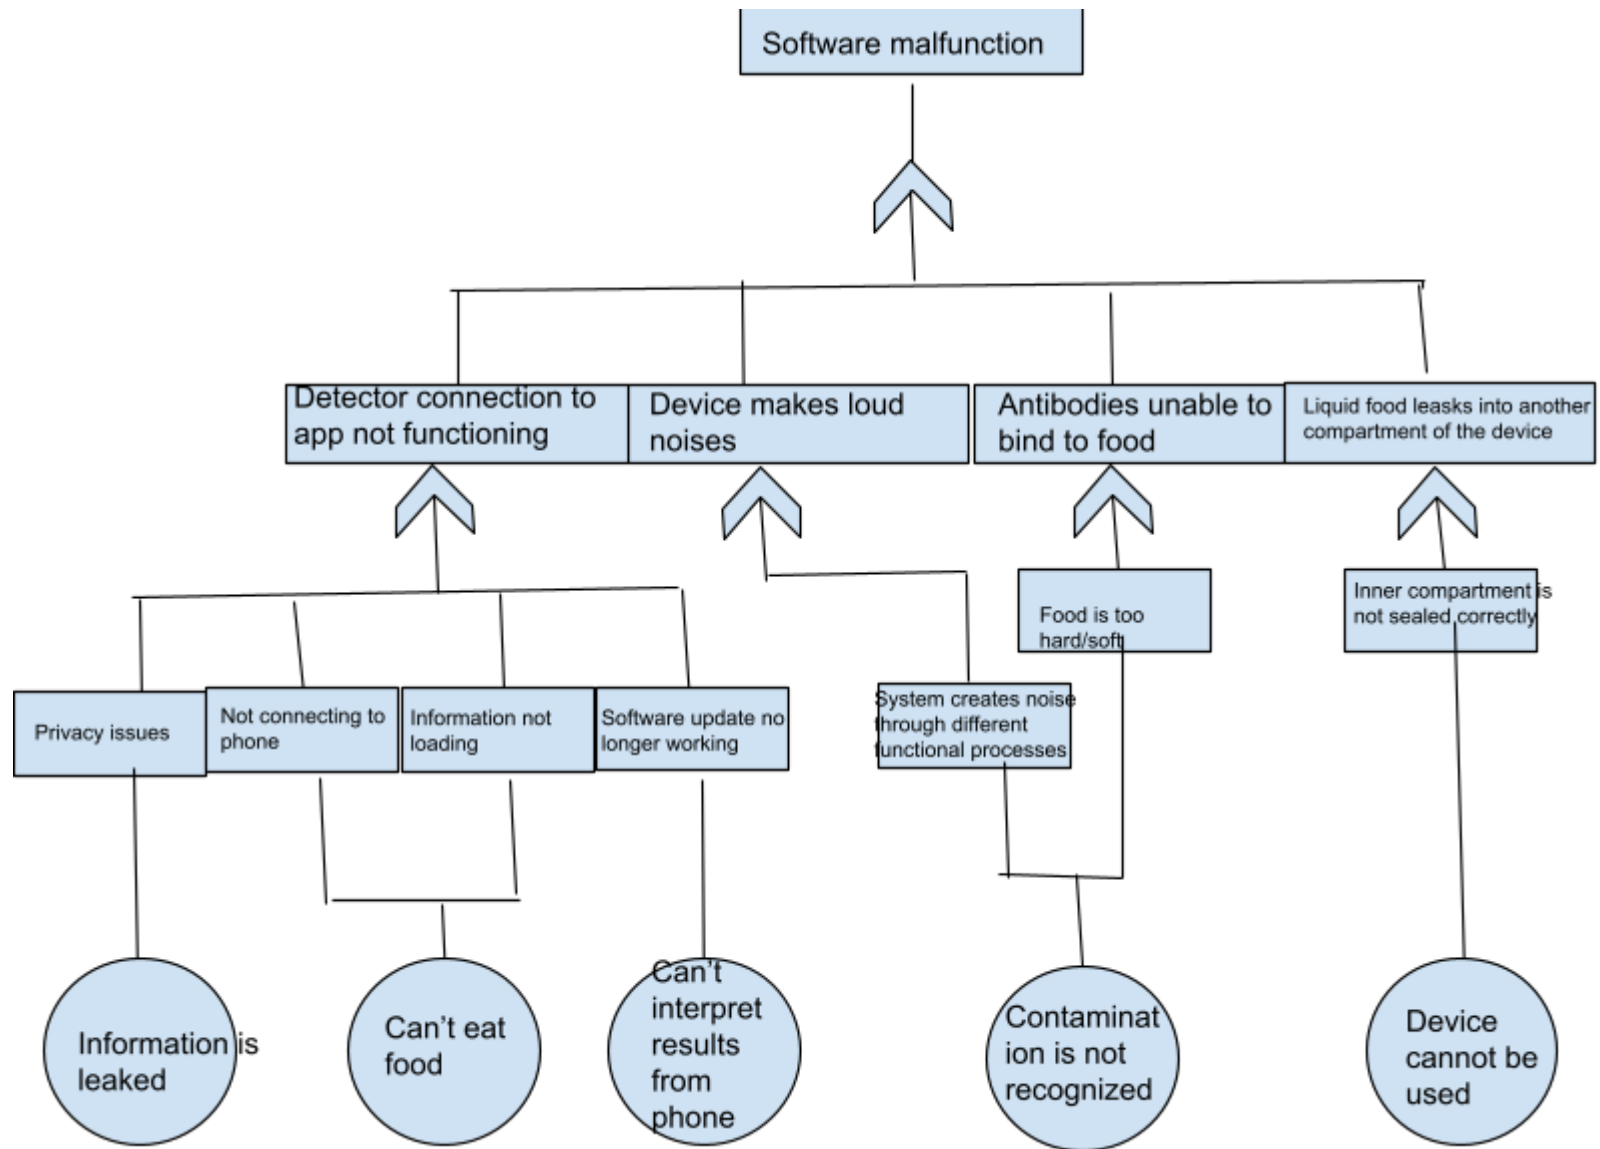 Software malfunction
Detector connection to
app not functioning
Device makes loud
noises
Antibodies unable to
bind to food
Liquid food leasks into another
compartment of the device
Food is too
hard/soft
Inner compartment is
not sealed correctly
Privacy issues
Not connecting to
phone
Information not
loading
Software update no
longer working
System creates noise
through different
functional processes
Information is
leaked
Can't eat
food
Can't
interpret
results
from
phone
Contaminat
ion is not
recognized
Device
cannot be
used